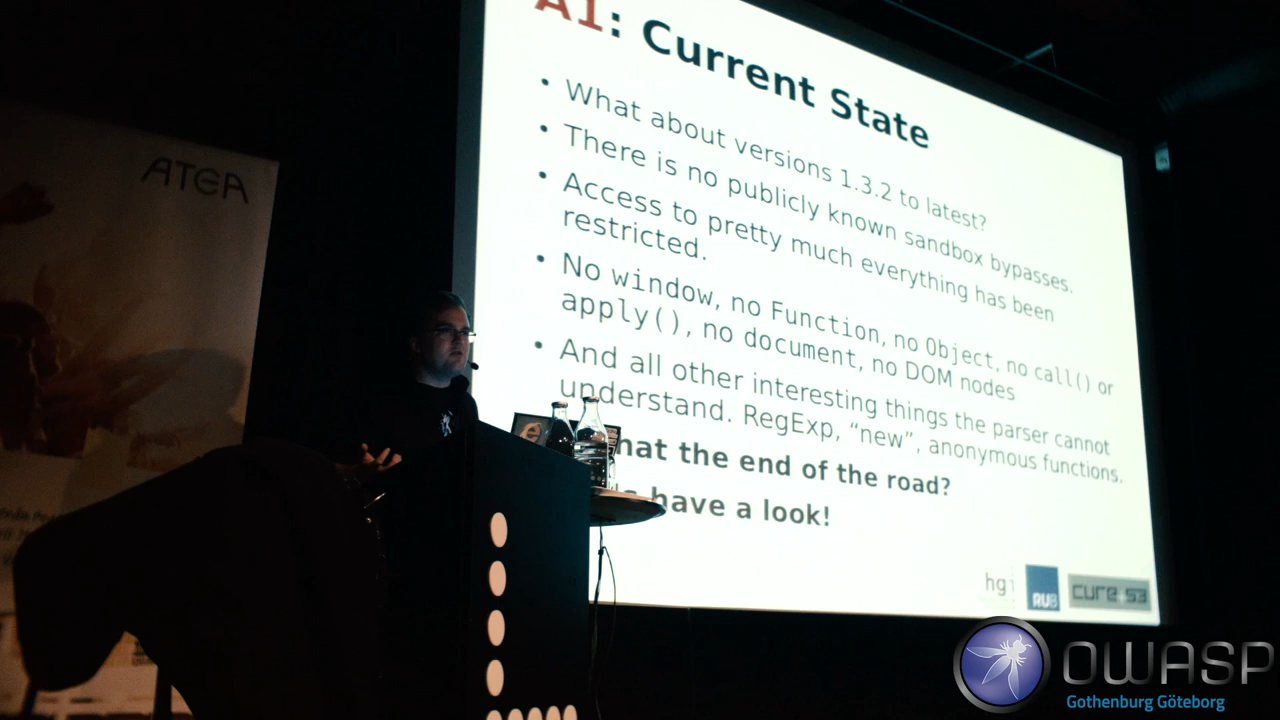 ATEA
A1: Current State
• What about versions 1.3.2 to latest?
• There is no publicly known sandbox bypasses.
• Access to pretty much everything has been
restricted.
• No window, no Function, no Object, no call() or
apply(), no document, no DOM nodes
• And all other interesting things the parser cannot
understand. RegExp, “new”, anonymous functions.
hat the end of the road?
have a look!
hgi
RUB
cure53
OWASP
Gothenburg Göteborg